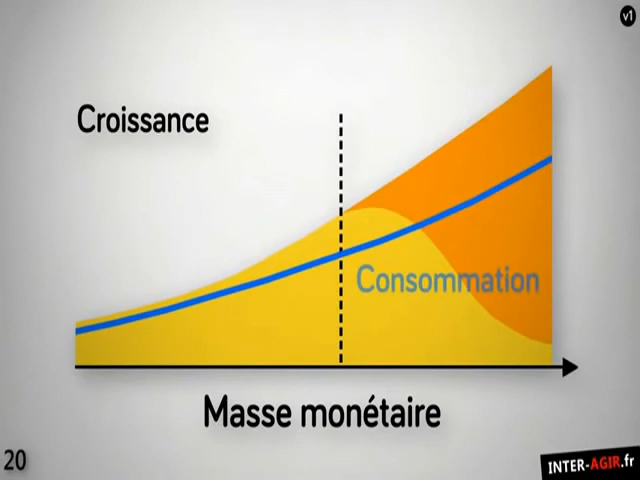 v1
Croissance
Consommation
Masse monétaire
20
INTER-AGIR.fr